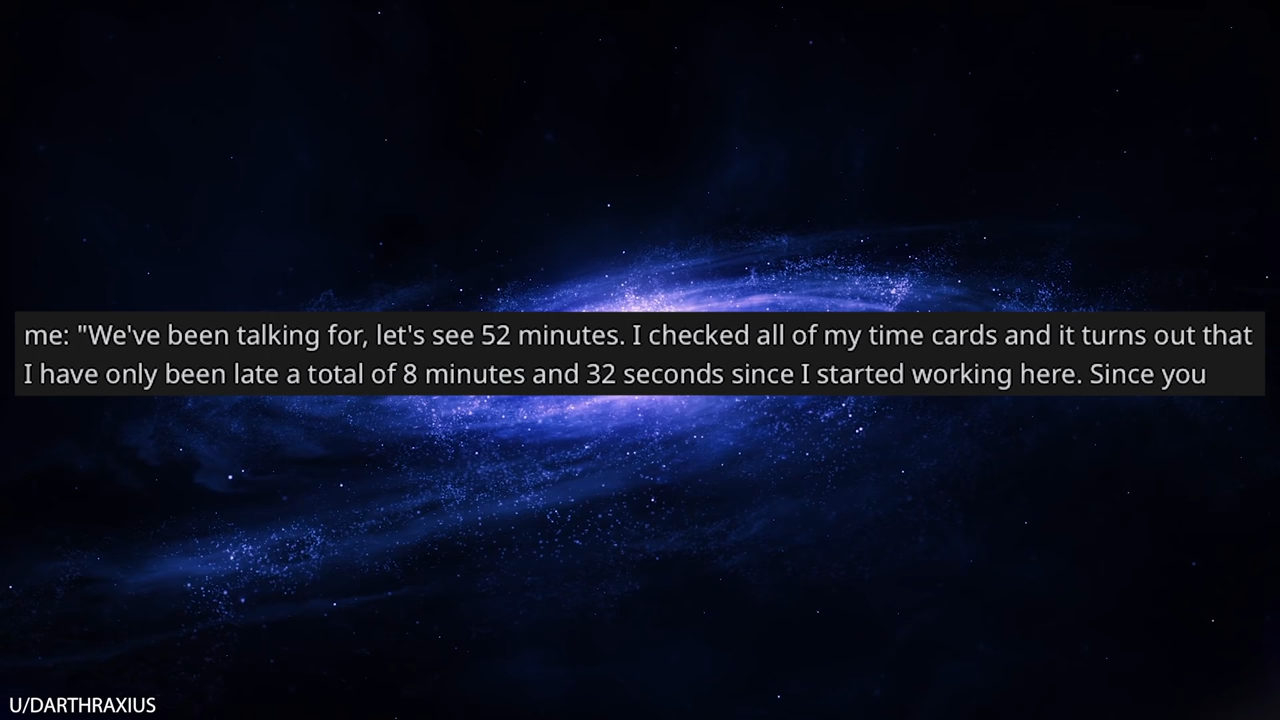 me: "We've been talking for, let's see 52 minutes. I checked all of my time cards and it turns out that
I have only been late a total of 8 minutes and 32 seconds since I started working here. Since you
U/DARTHRAXIUS